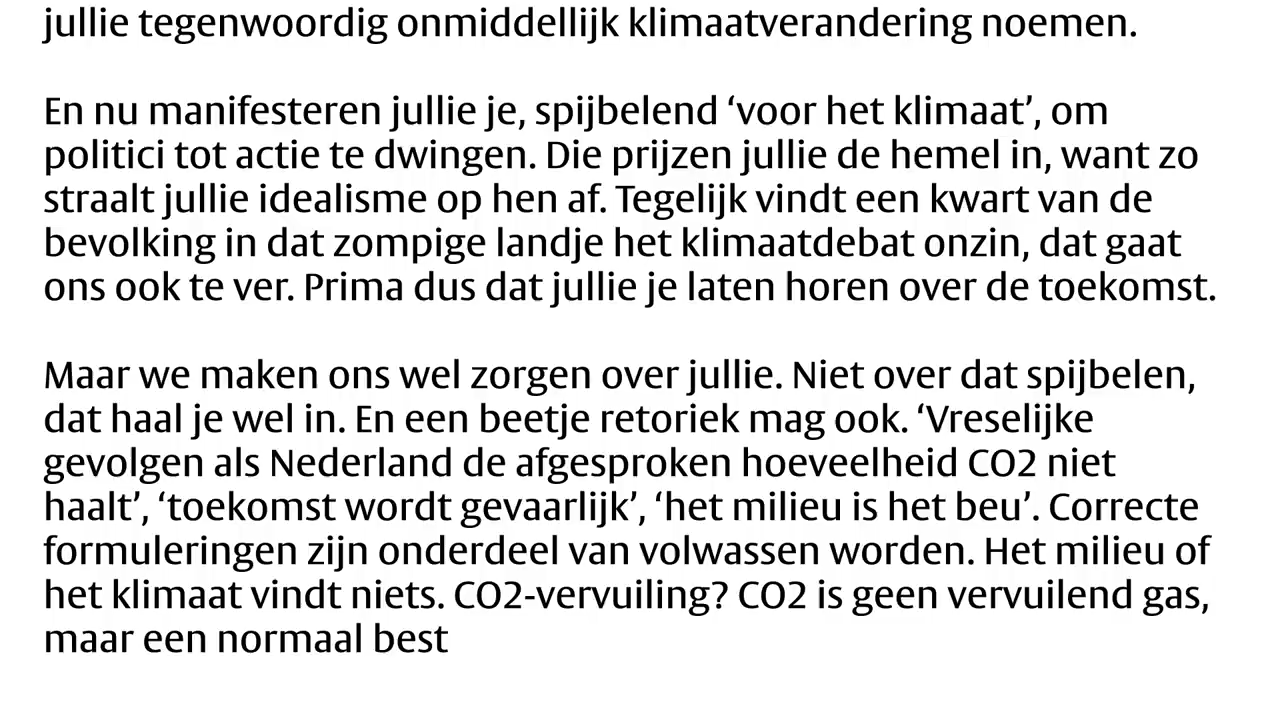 jullie tegenwoordig onmiddellijk klimaatverandering noemen.
En nu manifesteren jullie je, spijbelend ‘voor het klimaat’, om
politici tot actie te dwingen. Die prijzen jullie de hemel in, want zo
straalt jullie idealisme op hen af. Tegelijk vindt een kwart van de
bevolking in dat zompige landje het klimaatdebat onzin, dat gaat
ons ook te ver. Prima dus dat jullie je laten horen over de toekomst.
Maar we maken ons wel zorgen over jullie. Niet over dat spijbelen,
dat haal je wel in. En een beetje retoriek mag ook. ‘Vreselijke
gevolgen als Nederland de afgesproken hoeveelheid CO2 niet
haalt’, ‘toekomst wordt gevaarlijk’, ‘het milieu is het beu’. Correcte
formuleringen zijn onderdeel van volwassen worden. Het milieu of
het klimaat vindt niets. CO2-vervuiling? CO2 is geen vervuilend gas,
maar een normaal best